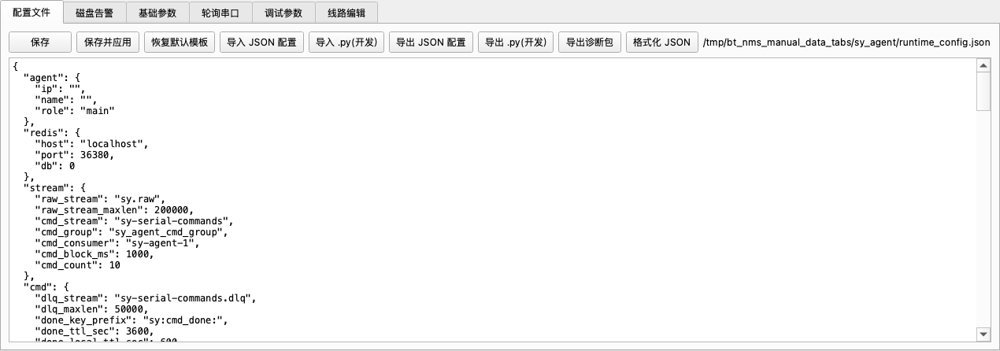 配置文件 磁盘告警 基础参数 轮询串口 调试参数 线路编辑
保存 保存并应用 恢复默认模板 导入 JSON 配置 导入 .py(开发) 导出 JSON 配置 导出 .py(开发) 导出诊断包 格式化 JSON /tmp/bt_nms_manual_data_tabs/sy_agent/runtime_config.json
{
  "agent": {
    "ip": "",
    "name": "",
    "role": "main"
  },
  "redis": {
    "host": "localhost",
    "port": 36380,
    "db": 0
  },
  "stream": {
    "raw_stream": "sy.raw",
    "raw_stream_maxlen": 200000,
    "cmd_stream": "sy-serial-commands",
    "cmd_group": "sy_agent_cmd_group",
    "cmd_consumer": "sy-agent-1",
    "cmd_block_ms": 1000,
    "cmd_count": 10
  },
  "cmd": {
    "dlq_stream": "sy-serial-commands.dlq",
    "dlq_maxlen": 50000,
    "done_key_prefix": "sy:cmd_done:",
    "done_ttl_sec": 3600,
    "done_local_ttl_sec": 600,